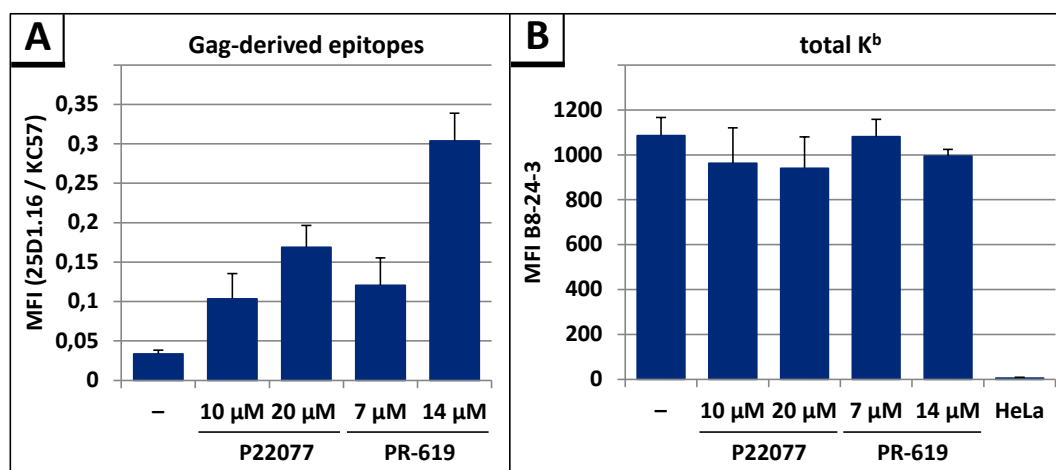 A
Gag-derived epitopes
MFI (25D1.16 / KC57)
0,35
0,3
0,25
0,2
0,15
0,1
0,05
0
– 10 µM 20 µM 7 µM 14 µM
P22077 PR-619
B
total Kᵇ
MFI B8-24-3
1200
1000
800
600
400
200
0
– 10 µM 20 µM 7 µM 14 µM HeLa
P22077 PR-619